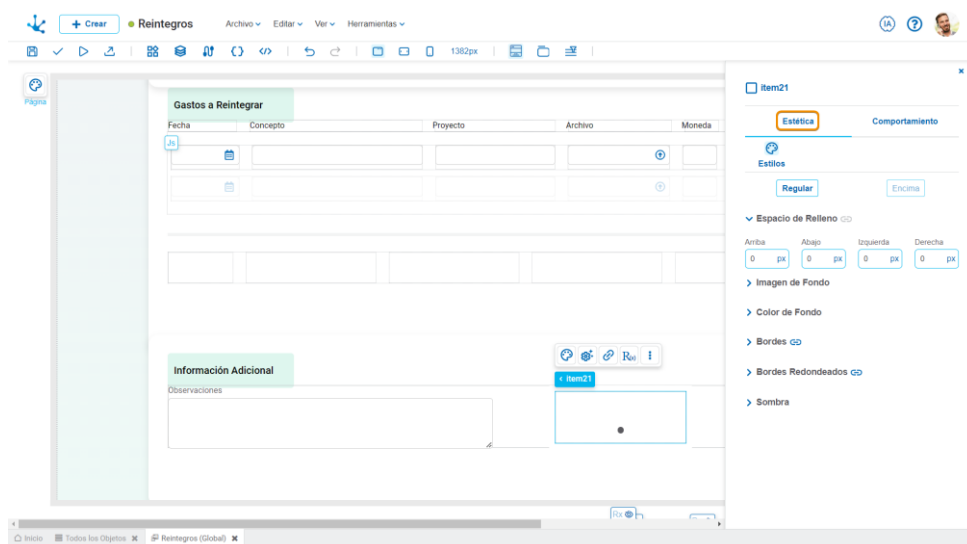 Crear
Reintegros
Archivo
Editar
Ver
Herramientas
IA
?
1382px
Página
Gastos a Reintegrar
Fecha
Concepto
Proyecto
Archivo
Moneda
Js
Información Adicional
Observaciones
item21
item21
Estética
Comportamiento
Estilos
Regular
Encima
Espacio de Relleno
Arriba
Abajo
Izquierda
Derecha
0 px
0 px
0 px
0 px
Imagen de Fondo
Color de Fondo
Bordes
Bordes Redondeados
Sombra
Rx
Inicio
Todos los Objetos
Reintegros (Global)